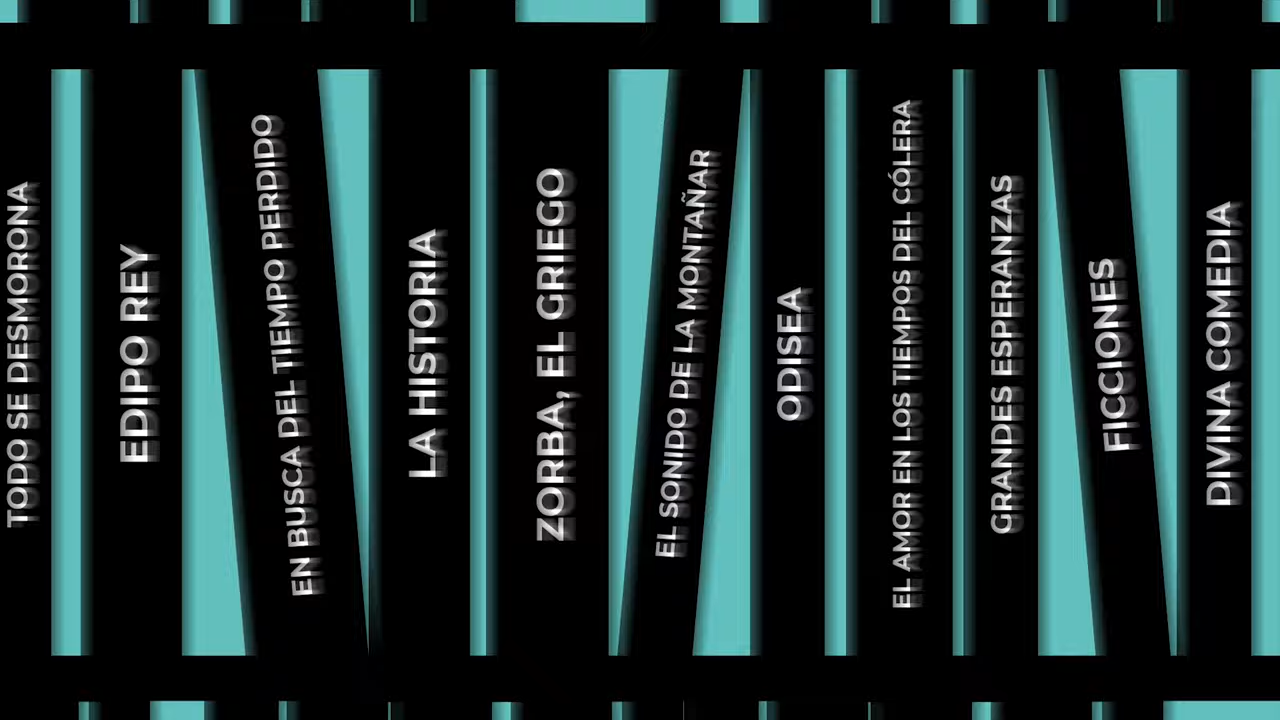 TODO SE DESMORONA
EDIPO REY
EN BUSCA DEL TIEMPO PERDIDO
LA HISTORIA
ZORBA, EL GRIEGO
EL SONIDO DE LA MONTAÑAR
ODISEA
EL AMOR EN LOS TIEMPOS DEL CÓLERA
GRANDES ESPERANZAS
FICCIONES
DIVINA COMEDIA